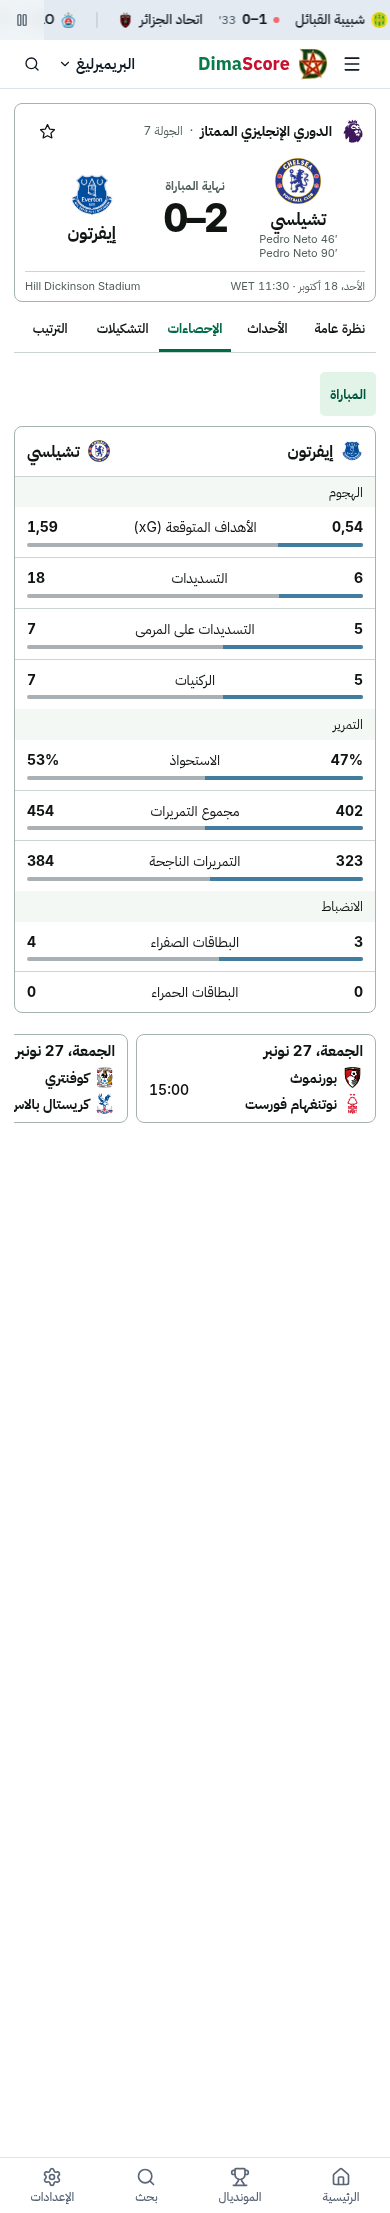 شبيبة القبائل 1–0 33' اتحاد الجزائر
DimaScore
البريميرليغ
الدوري الإنجليزي الممتاز · الجولة 7
نهاية المباراة
0–2
تشيلسي
Pedro Neto 46'
Pedro Neto 90'
إيفرتون
الأحد، 18 أكتوبر · 11:30 WET
Hill Dickinson Stadium
نظرة عامة
الأحداث
الإحصاءات
التشكيلات
الترتيب
المباراة
إيفرتون تشيلسي
الهجوم
0,54 الأهداف المتوقعة (xG) 1,59
6 التسديدات 18
5 التسديدات على المرمى 7
5 الركنيات 7
التمرير
47% الاستحواذ 53%
402 مجموع التمريرات 454
323 التمريرات الناجحة 384
الانضباط
3 البطاقات الصفراء 4
0 البطاقات الحمراء 0
الجمعة، 27 نونبر
بورنموث
نوتنغهام فورست
15:00
الجمعة، 27 نونبر
كوفنتري
كريستال بالاس
الرئيسية
المونديال
بحث
الإعدادات